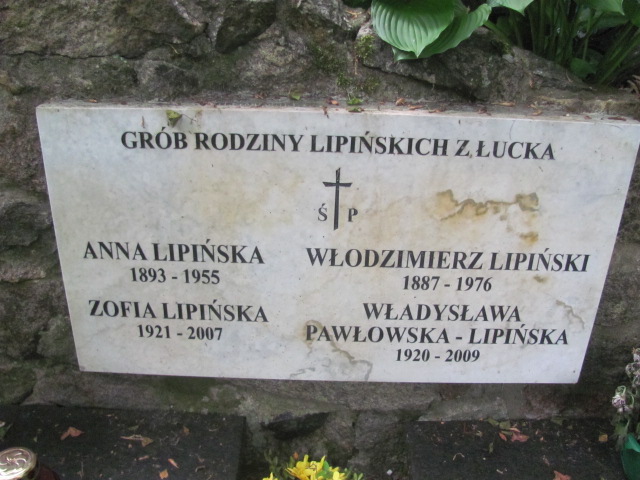 GRÓB RODZINY LIPIŃSKICH Z ŁUCKA
Ś P
ANNA LIPIŃSKA
1893 - 1955
WŁODZIMIERZ LIPIŃSKI
1887 - 1976
ZOFIA LIPIŃSKA
1921 - 2007
WŁADYSŁAWA
PAWŁOWSKA - LIPIŃSKA
1920 - 2009